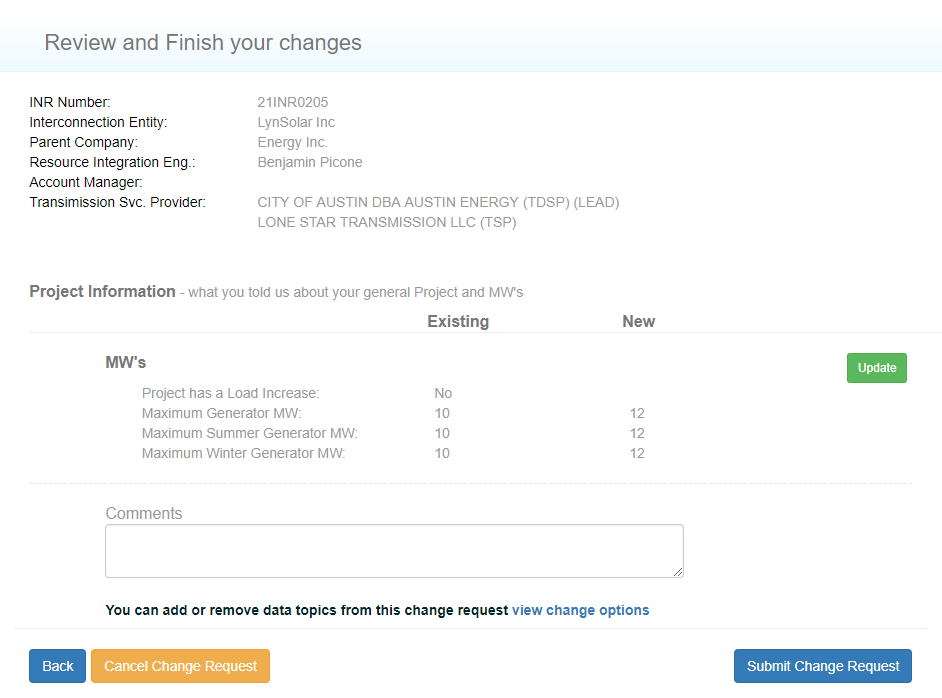 Review and Finish your changes
INR Number: 21INR0205
Interconnection Entity: LynSolar Inc
Parent Company: Energy Inc.
Resource Integration Eng.: Benjamin Picone
Account Manager:
Transimission Svc. Provider: CITY OF AUSTIN DBA AUSTIN ENERGY (TDSP) (LEAD)
LONE STAR TRANSMISSION LLC (TSP)
Project Information - what you told us about your general Project and MW's
Existing New
MW's Update
Project has a Load Increase: No
Maximum Generator MW: 10 12
Maximum Summer Generator MW: 10 12
Maximum Winter Generator MW: 10 12
Comments
You can add or remove data topics from this change request view change options
Back Cancel Change Request Submit Change Request